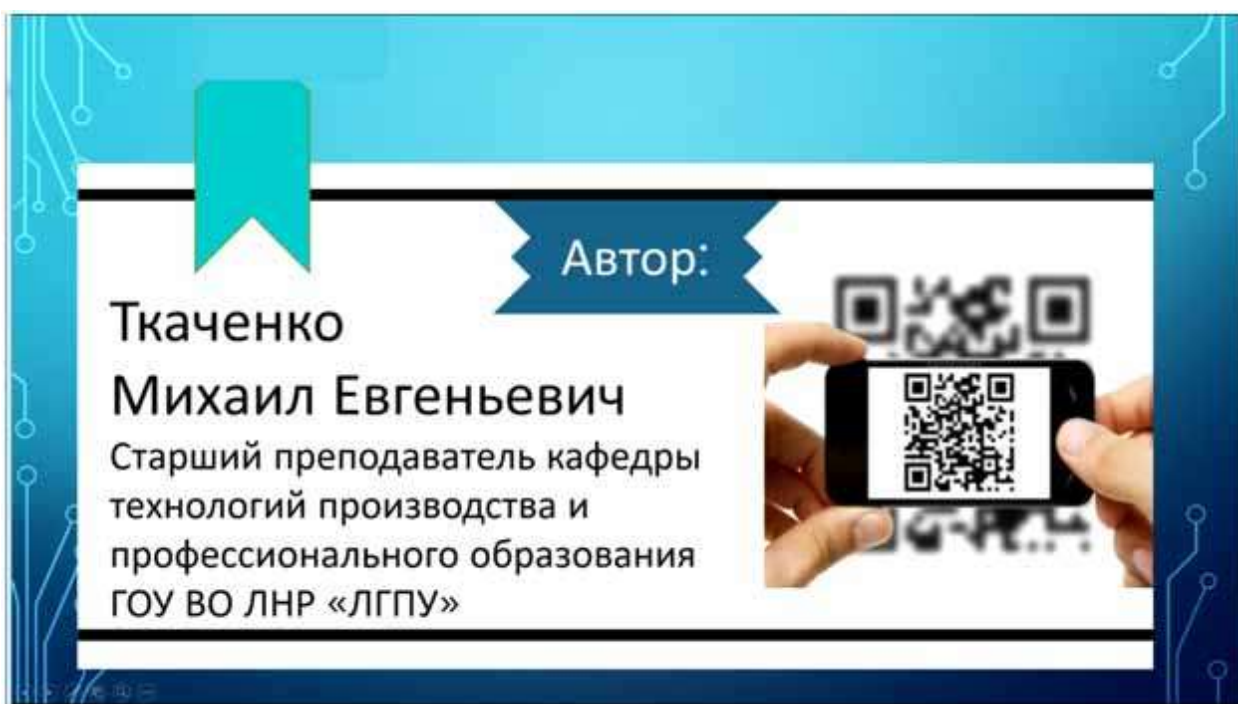 Автор:
Ткаченко
Михаил Евгеньевич
Старший преподаватель кафедры
технологий производства и
профессионального образования
ГОУ ВО ЛНР «ЛГПУ»